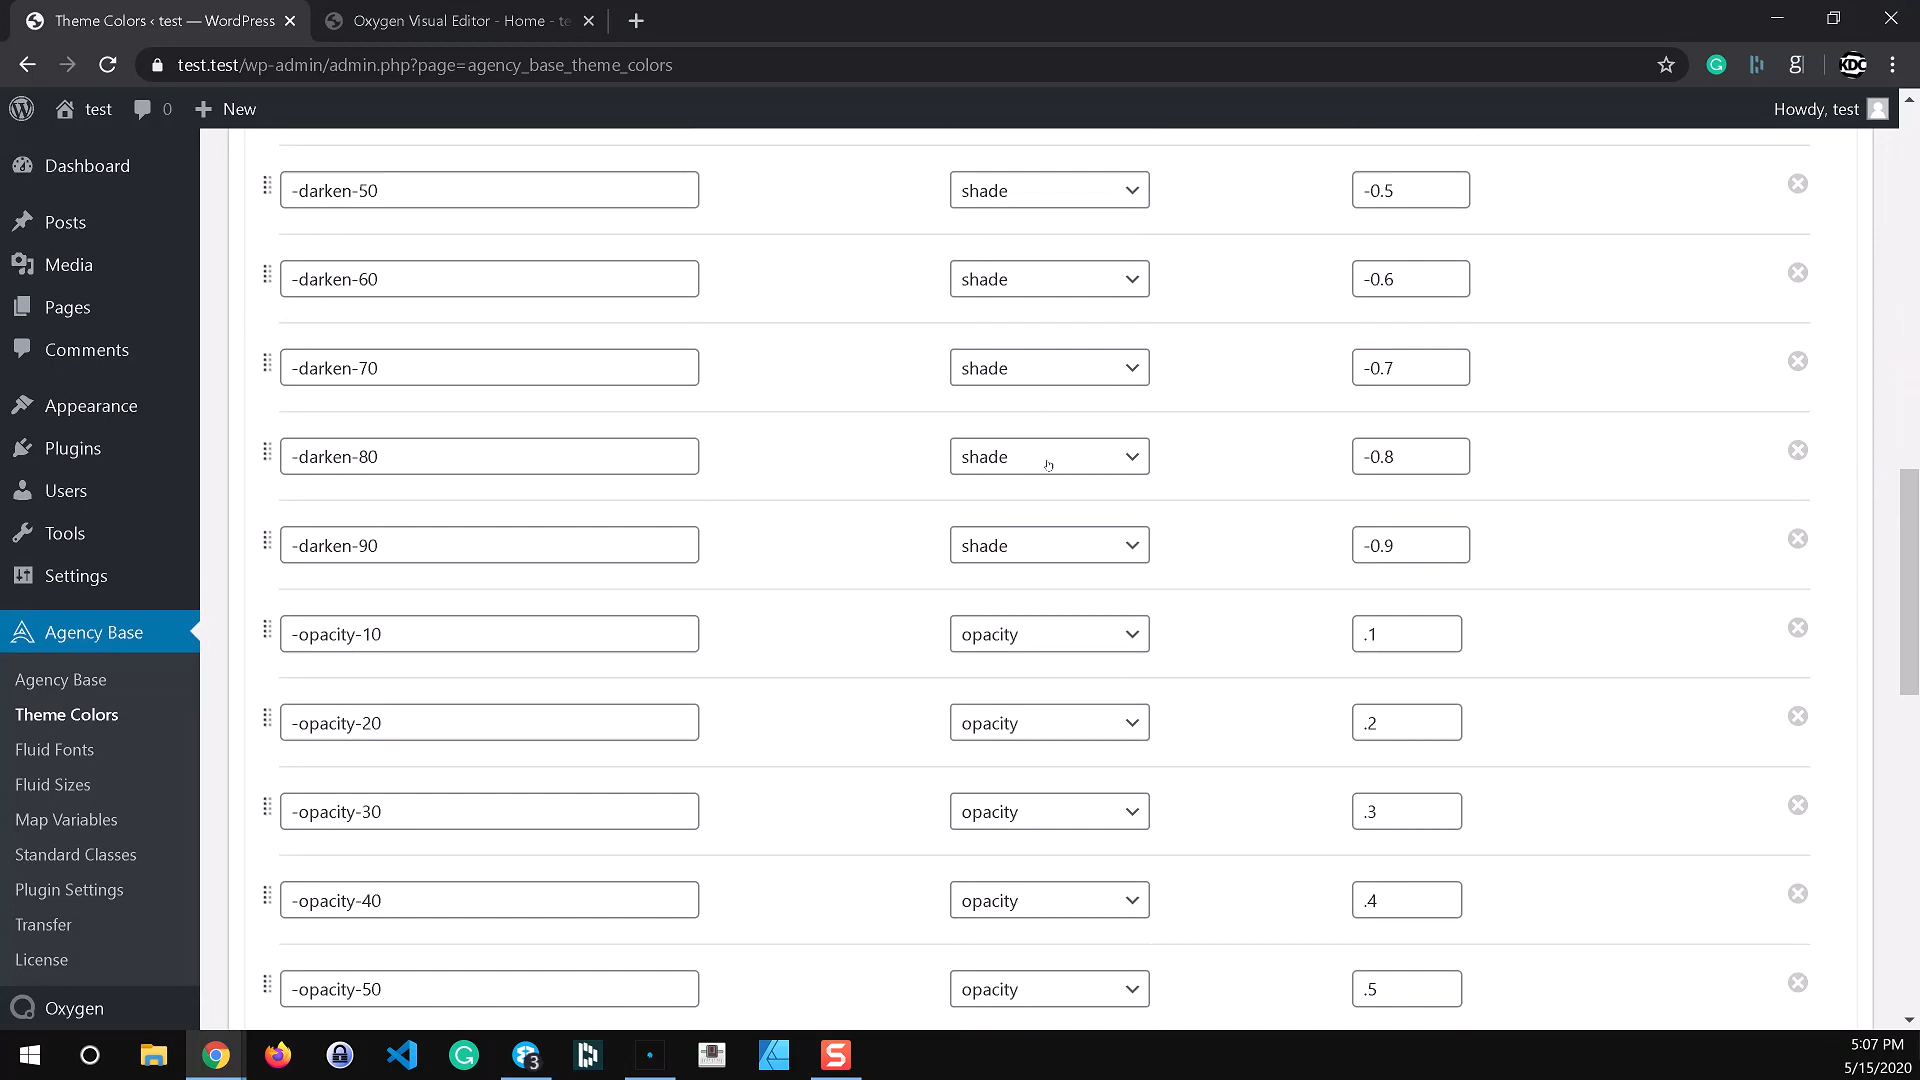 Theme Colors ‹ test — WordPress
Oxygen Visual Editor - Home - te
test.test/wp-admin/admin.php?page=agency_base_theme_colors
G
g
KDC
test
0
New
Howdy, test
Dashboard
Posts
Media
Pages
Comments
Appearance
Plugins
Users
Tools
Settings
Agency Base
Agency Base
Theme Colors
Fluid Fonts
Fluid Sizes
Map Variables
Standard Classes
Plugin Settings
Transfer
License
Oxygen
-darken-50 shade -0.5
-darken-60 shade -0.6
-darken-70 shade -0.7
-darken-80 shade -0.8
-darken-90 shade -0.9
-opacity-10 opacity .1
-opacity-20 opacity .2
-opacity-30 opacity .3
-opacity-40 opacity .4
-opacity-50 opacity .5
3
S
5:07 PM
5/15/2020